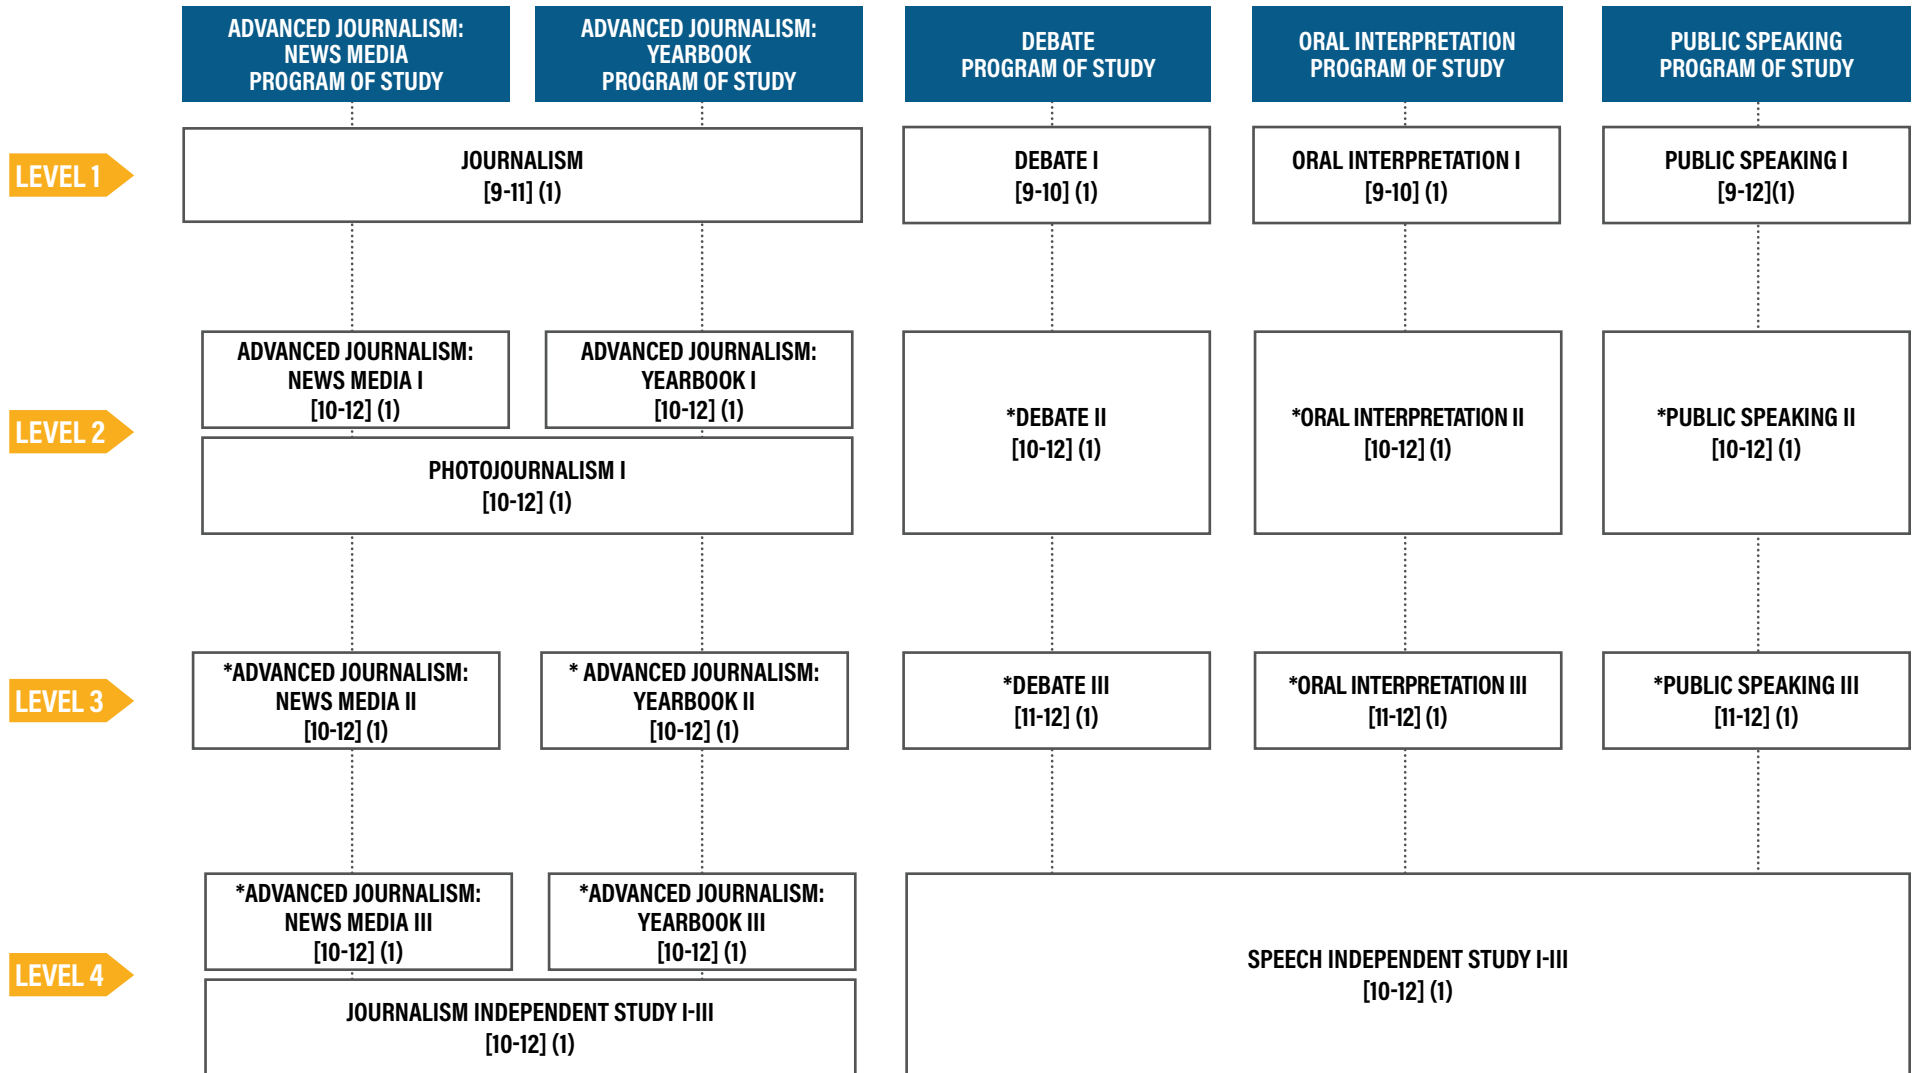 ADVANCED JOURNALISM:
NEWS MEDIA
PROGRAM OF STUDY
ADVANCED JOURNALISM:
YEARBOOK
PROGRAM OF STUDY
DEBATE
PROGRAM OF STUDY
ORAL INTERPRETATION
PROGRAM OF STUDY
PUBLIC SPEAKING
PROGRAM OF STUDY
LEVEL 1
JOURNALISM
[9-11] (1)
DEBATE I
[9-10] (1)
ORAL INTERPRETATION I
[9-10] (1)
PUBLIC SPEAKING I
[9-12](1)
LEVEL 2
ADVANCED JOURNALISM:
NEWS MEDIA I
[10-12] (1)
ADVANCED JOURNALISM:
YEARBOOK I
[10-12] (1)
PHOTOJOURNALISM I
[10-12] (1)
*DEBATE II
[10-12] (1)
*ORAL INTERPRETATION II
[10-12] (1)
*PUBLIC SPEAKING II
[10-12] (1)
LEVEL 3
*ADVANCED JOURNALISM:
NEWS MEDIA II
[10-12] (1)
* ADVANCED JOURNALISM:
YEARBOOK II
[10-12] (1)
*DEBATE III
[11-12] (1)
*ORAL INTERPRETATION III
[11-12] (1)
*PUBLIC SPEAKING III
[11-12] (1)
LEVEL 4
*ADVANCED JOURNALISM:
NEWS MEDIA III
[10-12] (1)
*ADVANCED JOURNALISM:
YEARBOOK III
[10-12] (1)
JOURNALISM INDEPENDENT STUDY I-III
[10-12] (1)
SPEECH INDEPENDENT STUDY I-III
[10-12] (1)